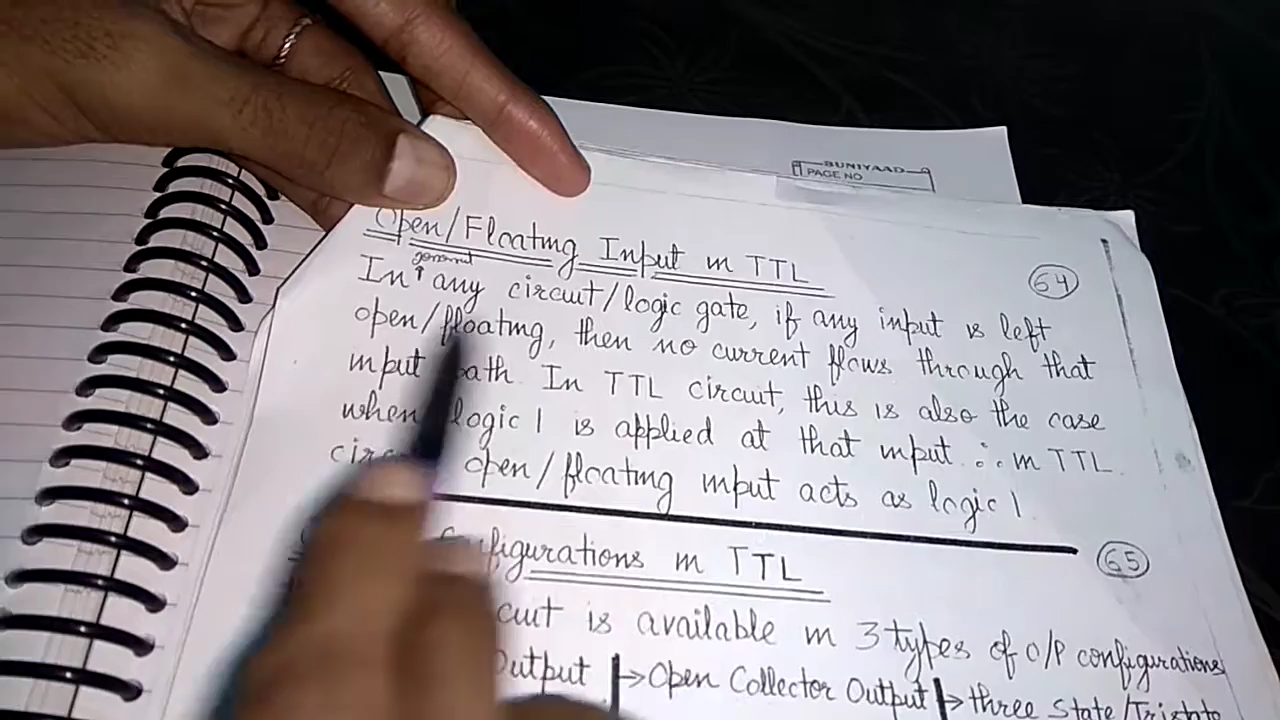 BUNIYAAD
PAGE NO
Open/Floating Input in TTL
64
In general any circuit/logic gate, if any input is left
open/floating, then no current flows through that
input path. In TTL circuit, this is also the case
when logic 1 is applied at that input ∴ in TTL
open/floating input acts as logic 1
Configurations in TTL
65
is available in 3 types of O/P configurations
Output |→ Open Collector Output |→ three State/Tristate